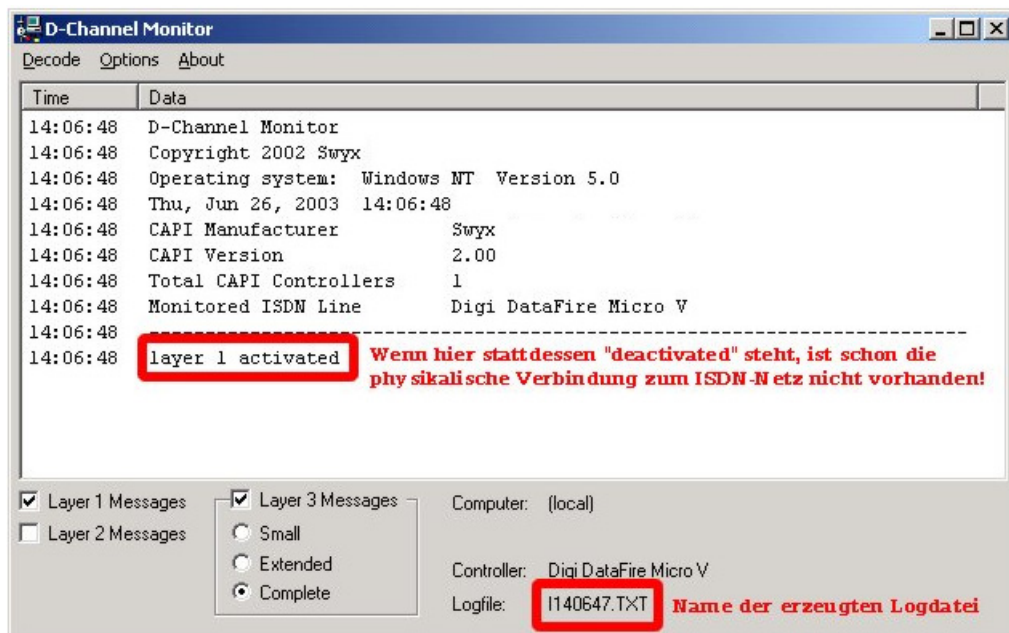 D-Channel Monitor
Decode Options About
Time Data
14:06:48 D-Channel Monitor
14:06:48 Copyright 2002 Swyx
14:06:48 Operating system: Windows NT Version 5.0
14:06:48 Thu, Jun 26, 2003 14:06:48
14:06:48 CAPI Manufacturer Swyx
14:06:48 CAPI Version 2.00
14:06:48 Total CAPI Controllers 1
14:06:48 Monitored ISDN Line Digi DataFire Micro V
14:06:48 ------------------------------------------------------------------------
14:06:48 layer 1 activated
Wenn hier stattdessen "deactivated" steht, ist schon die
physikalische Verbindung zum ISDN-Netz nicht vorhanden!
Layer 1 Messages
Layer 2 Messages
Layer 3 Messages
Small
Extended
Complete
Computer: (local)
Controller: Digi DataFire Micro V
Logfile: I140647.TXT Name der erzeugten Logdatei